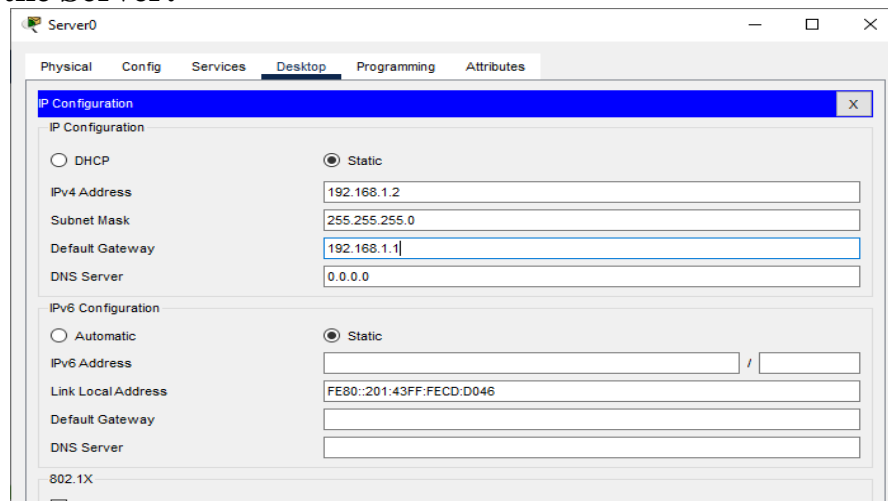 Server0
Physical Config Services Desktop Programming Attributes
IP Configuration X
IP Configuration
DHCP Static
IPv4 Address 192.168.1.2
Subnet Mask 255.255.255.0
Default Gateway 192.168.1.1
DNS Server 0.0.0.0
IPv6 Configuration
Automatic Static
IPv6 Address /
Link Local Address FE80::201:43FF:FECD:D046
Default Gateway
DNS Server
802.1X